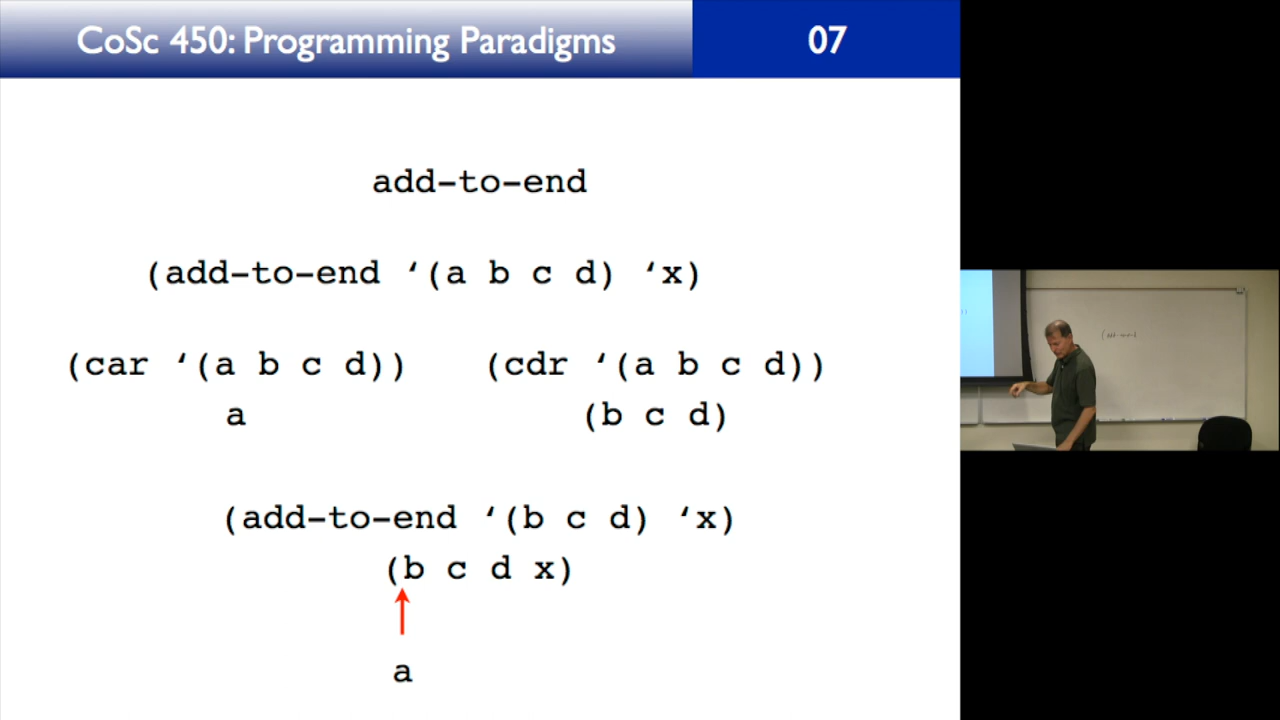 CoSc 450: Programming Paradigms 07
add-to-end
(add-to-end ‘(a b c d) ‘x)
(car ‘(a b c d)) (cdr ‘(a b c d))
a (b c d)
(add-to-end ‘(b c d) ‘x)
(b c d x)
a